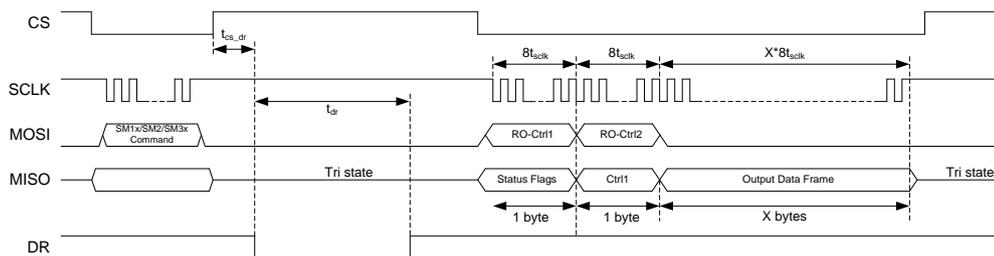 CS
t_cs_dr
8t_sclk
8t_sclk
X*8t_sclk
SCLK
t_dr
MOSI
SM1x/SM2/SM3x
Command
RO-Ctrl1
RO-Ctrl2
MISO
Tri state
Status Flags
Ctrl1
Output Data Frame
Tri state
1 byte
1 byte
X bytes
DR